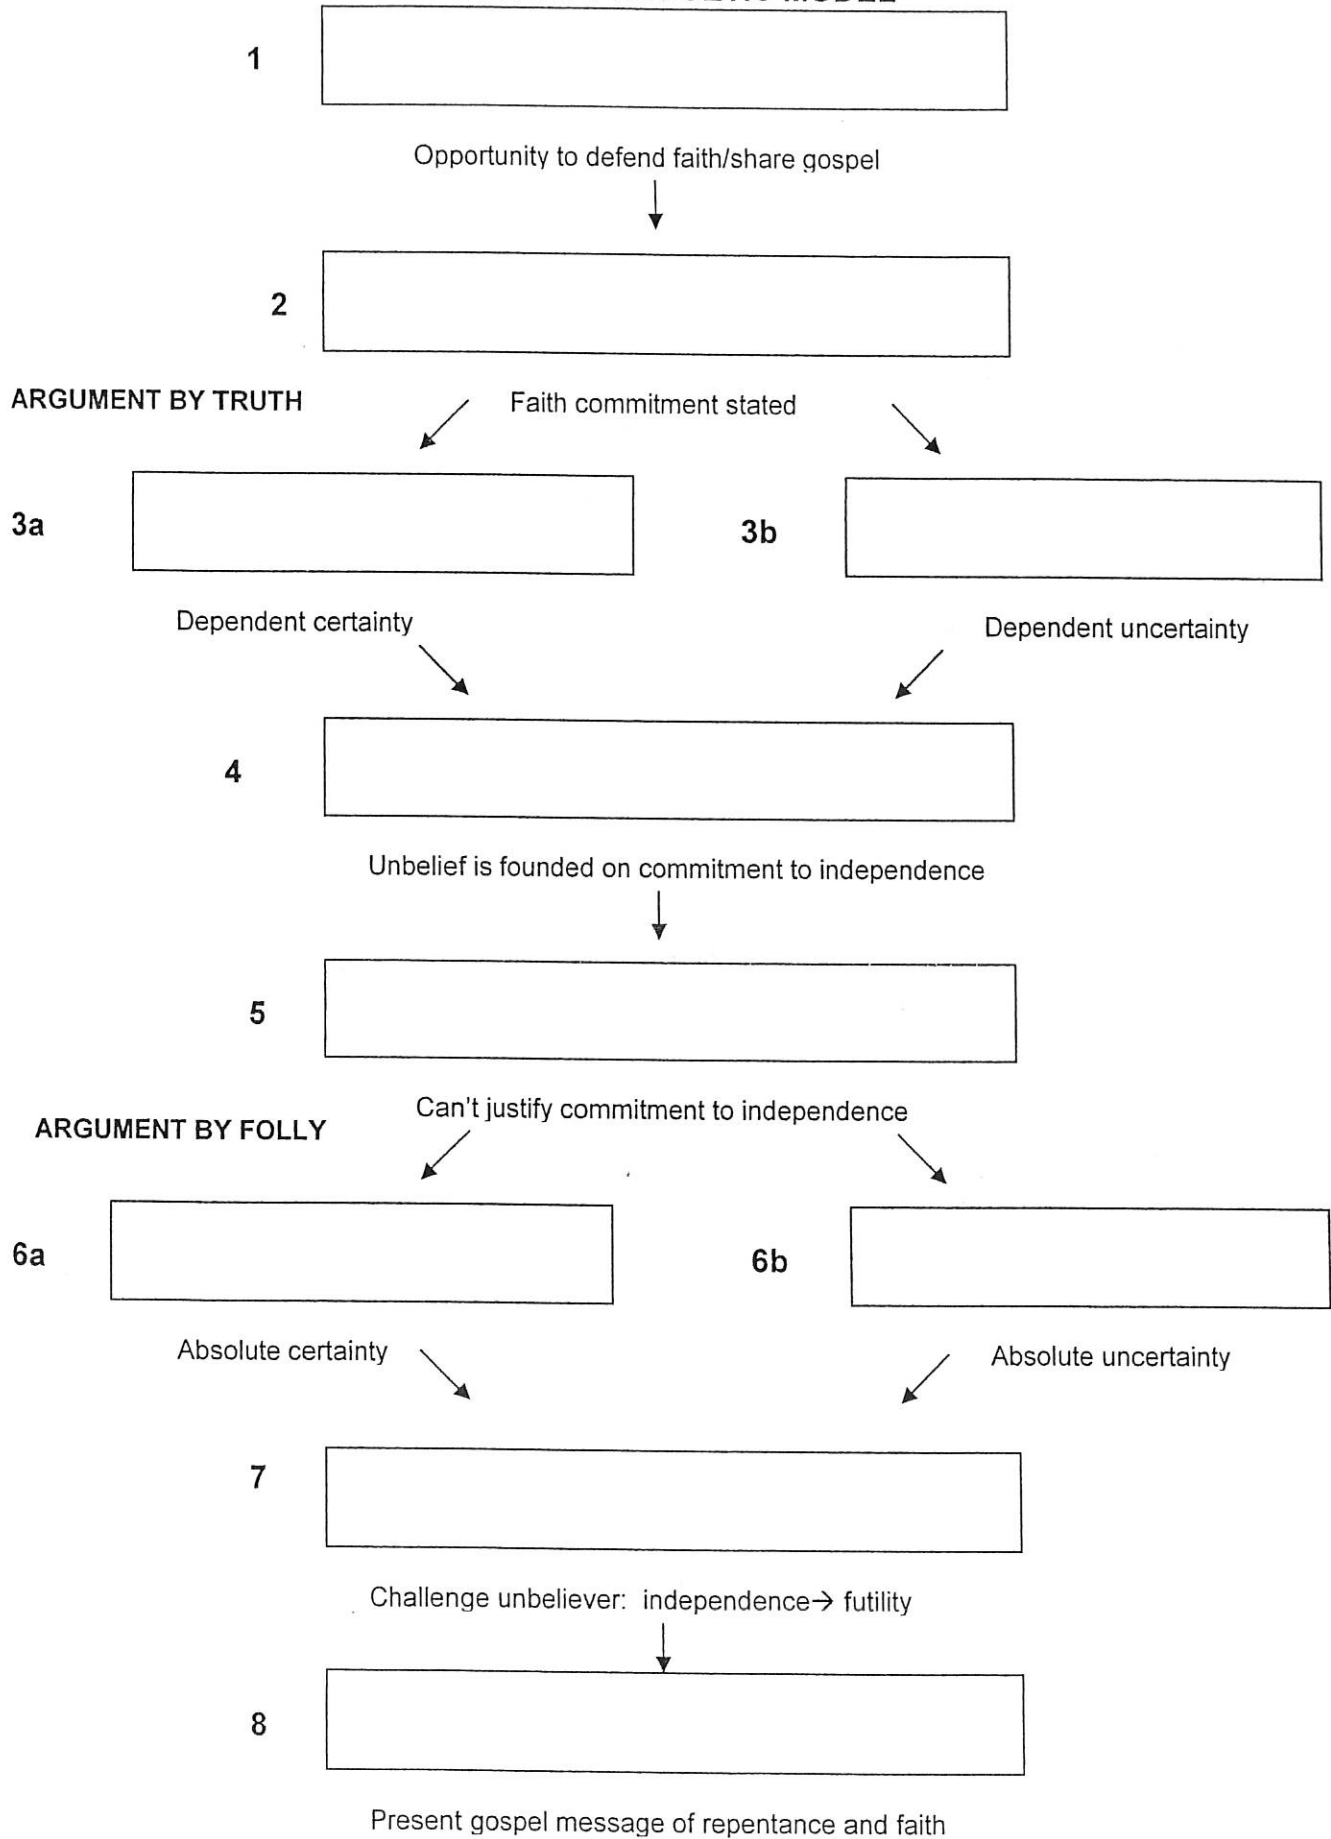 MODEL
1
Opportunity to defend faith/share gospel
2
ARGUMENT BY TRUTH
Faith commitment stated
3a
3b
Dependent certainty
Dependent uncertainty
4
Unbelief is founded on commitment to independence
5
Can't justify commitment to independence
ARGUMENT BY FOLLY
6a
6b
Absolute certainty
Absolute uncertainty
7
Challenge unbeliever: independence→ futility
8
Present gospel message of repentance and faith